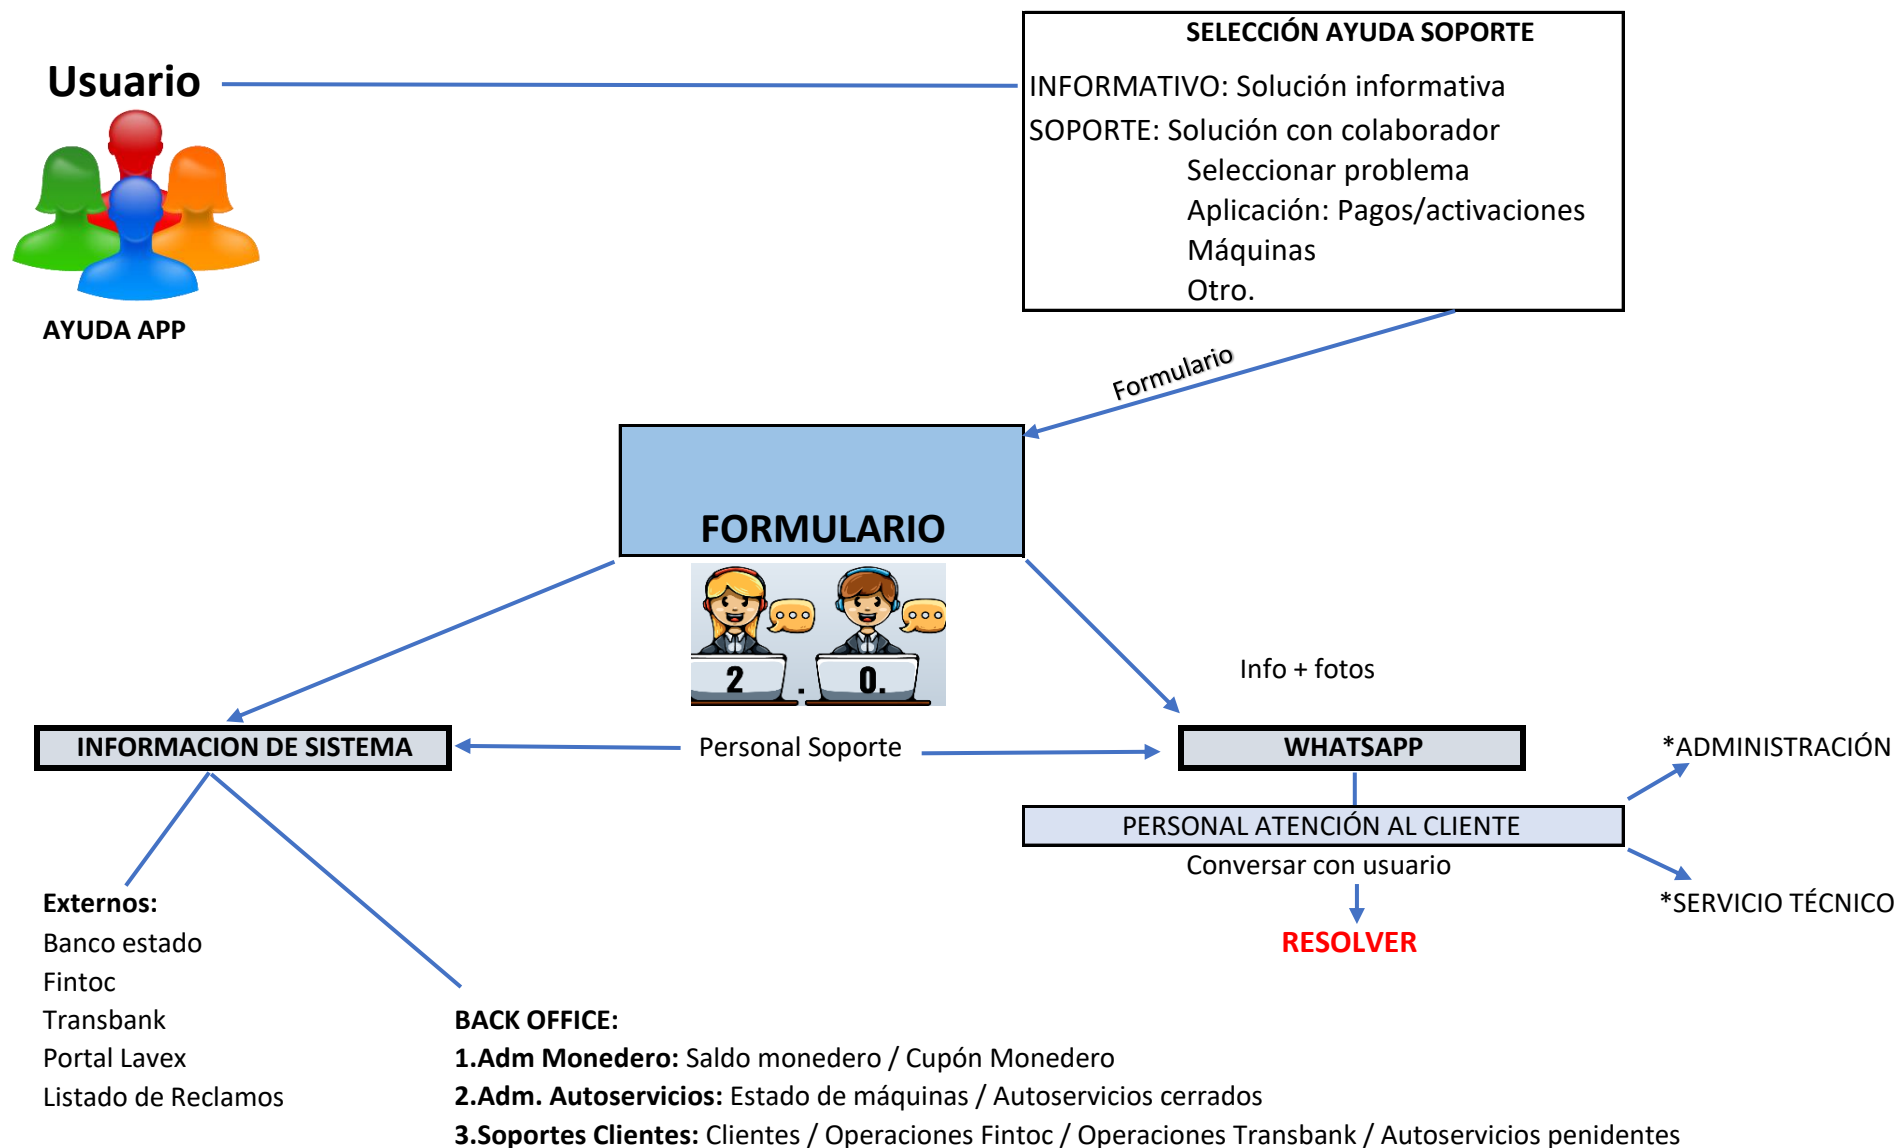 SELECCIÓN AYUDA SOPORTE
Usuario
INFORMATIVO: Solución informativa
SOPORTE: Solución con colaborador
Seleccionar problema
Aplicación: Pagos/activaciones
Máquinas
Otro.
AYUDA APP
Formulario
FORMULARIO
2 . 0.
Info + fotos
INFORMACION DE SISTEMA
Personal Soporte
WHATSAPP
*ADMINISTRACIÓN
PERSONAL ATENCIÓN AL CLIENTE
Conversar con usuario
*SERVICIO TÉCNICO
RESOLVER
Externos:
Banco estado
Fintoc
Transbank
Portal Lavex
Listado de Reclamos
BACK OFFICE:
1.Adm Monedero: Saldo monedero / Cupón Monedero
2.Adm. Autoservicios: Estado de máquinas / Autoservicios cerrados
3.Soportes Clientes: Clientes / Operaciones Fintoc / Operaciones Transbank / Autoservicios penidentes